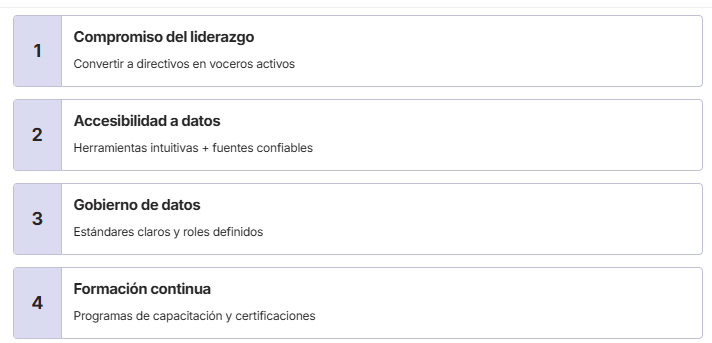 1
Compromiso del liderazgo
Convertir a directivos en voceros activos
2
Accesibilidad a datos
Herramientas intuitivas + fuentes confiables
3
Gobierno de datos
Estándares claros y roles definidos
4
Formación continua
Programas de capacitación y certificaciones